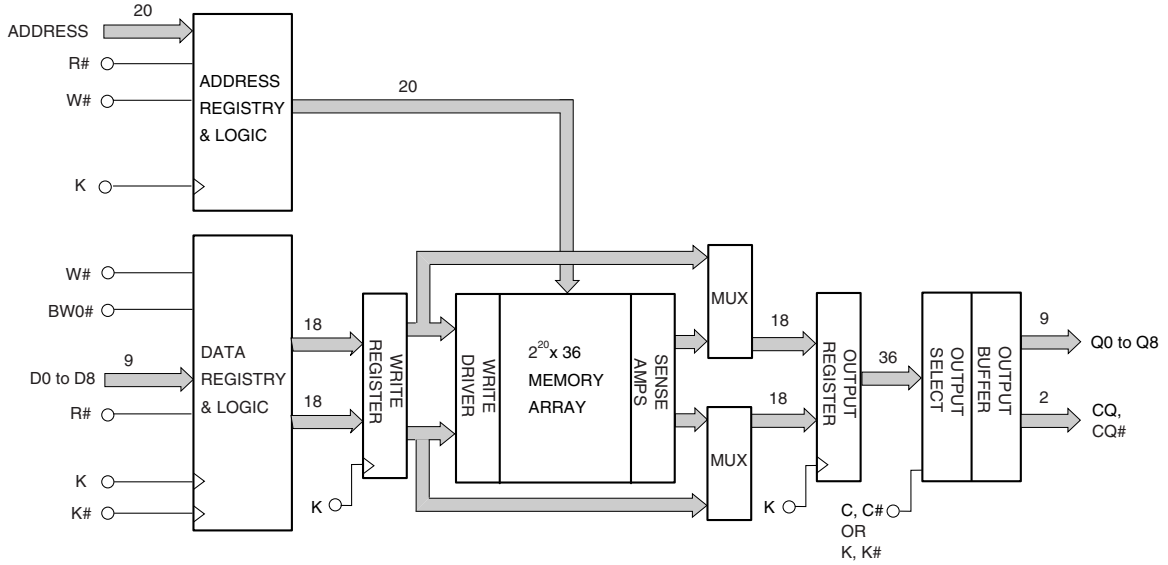 20
ADDRESS
R#
W#
K
ADDRESS
REGISTRY
& LOGIC
20
W#
BW0#
9
D0 to D8
R#
K
K#
DATA
REGISTRY
& LOGIC
18
18
WRITE
REGISTER
K
WRITE
DRIVER
2^20 x 36
MEMORY
ARRAY
SENSE
AMPS
MUX
MUX
18
18
OUTPUT
REGISTER
K
36
OUTPUT
SELECT
OUTPUT
BUFFER
C, C#
OR
K, K#
9
Q0 to Q8
2
CQ,
CQ#